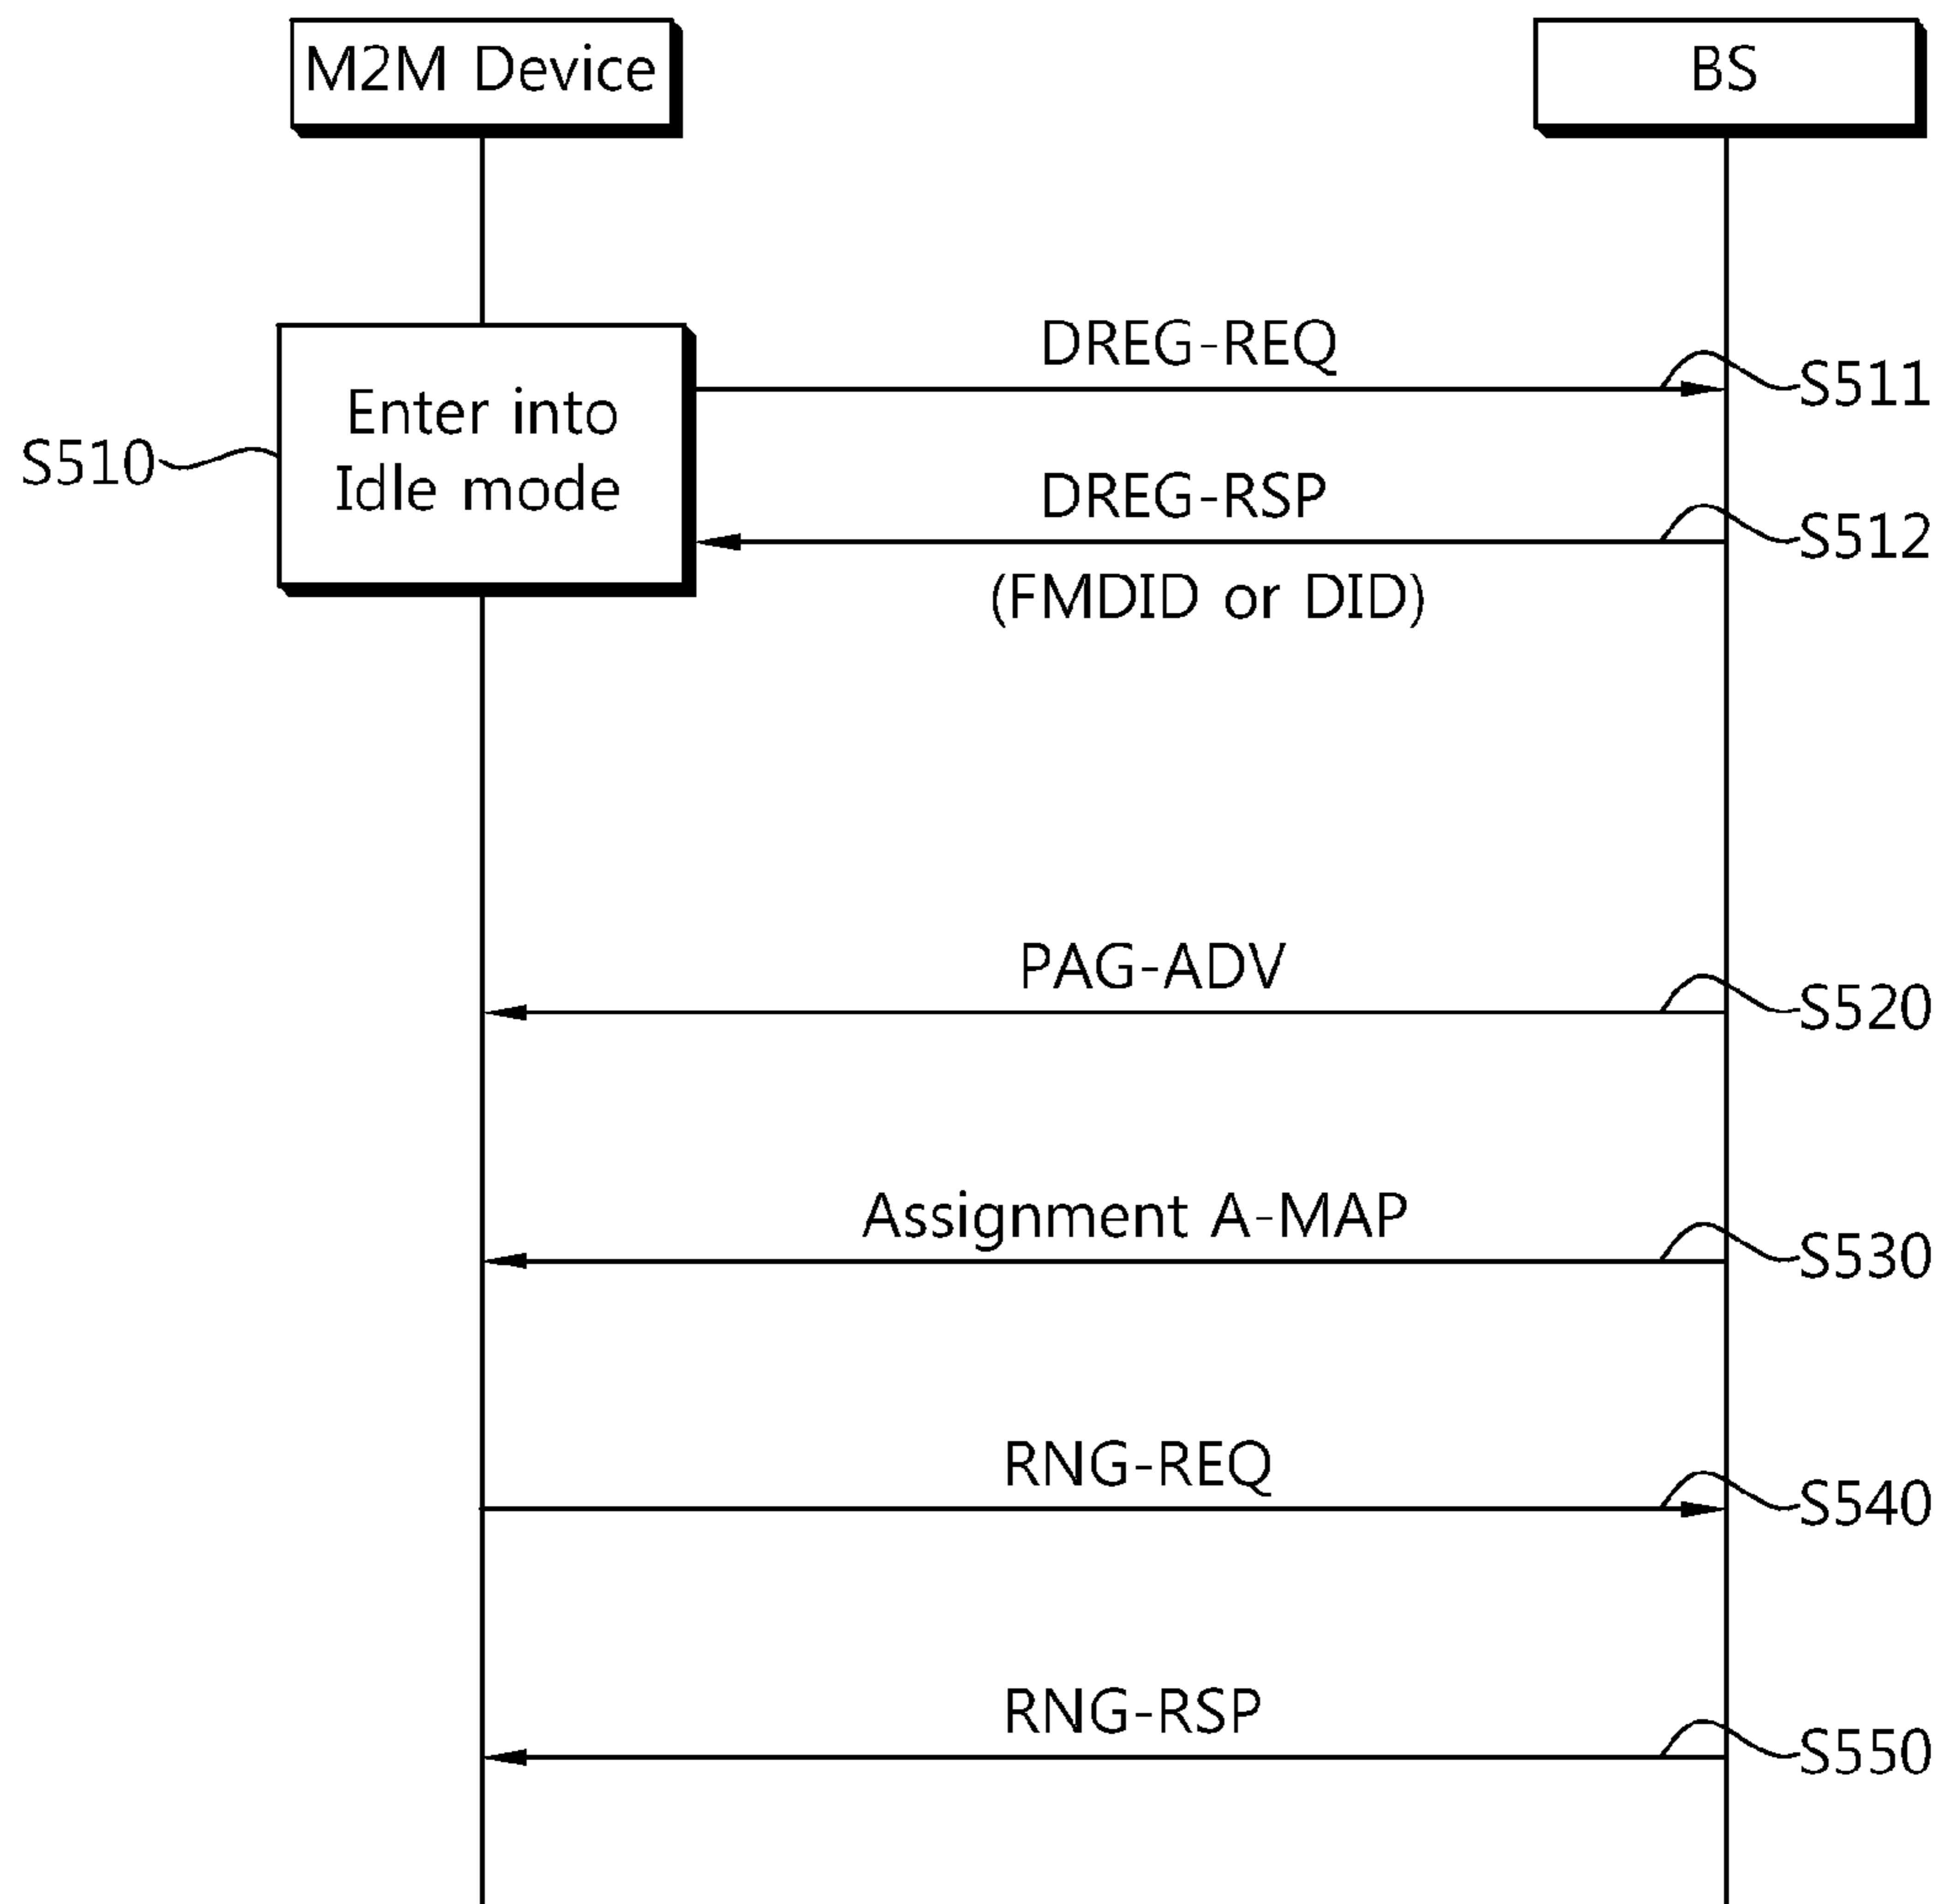 M2M Device
BS
DREG-REQ
S511
Enter into
Idle mode
S510
DREG-RSP
S512
(FMDID or DID)
PAG-ADV
S520
Assignment A-MAP
S530
RNG-REQ
S540
RNG-RSP
S550